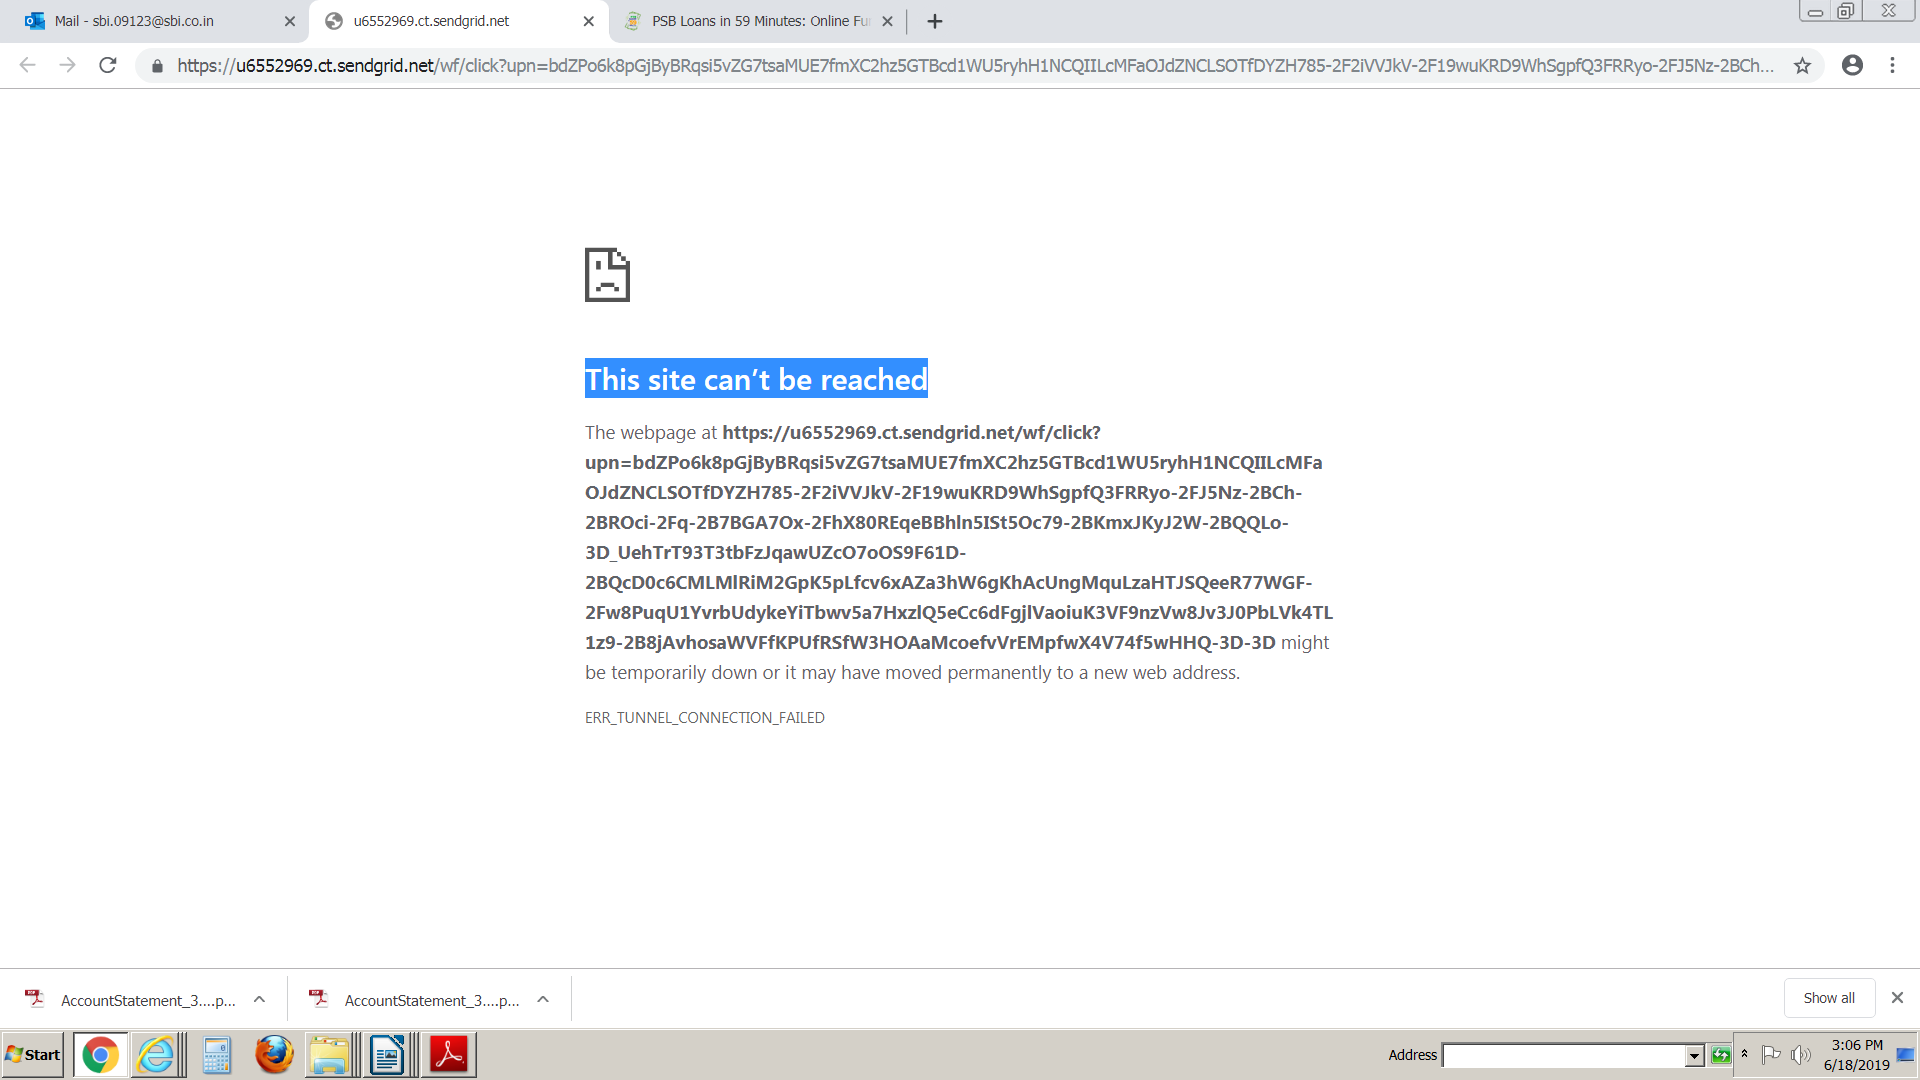 Mail - sbi.09123@sbi.co.in
u6552969.ct.sendgrid.net
PSB Loans in 59 Minutes: Online Fu
https://u6552969.ct.sendgrid.net/wf/click?upn=bdZPo6k8pGjByBRqsi5vZG7tsaMUE7fmXC2hz5GTBcd1WU5ryhH1NCQIILcMFaOJdZNCLSOTfDYZH785-2F2iVVJkV-2F19wuKRD9WhSgpfQ3FRRyo-2FJ5Nz-2BCh...
This site can't be reached
The webpage at https://u6552969.ct.sendgrid.net/wf/click?
upn=bdZPo6k8pGjByBRqsi5vZG7tsaMUE7fmXC2hz5GTBcd1WU5ryhH1NCQIILcMFa
OJdZNCLSOTfDYZH785-2F2iVVJkV-2F19wuKRD9WhSgpfQ3FRRyo-2FJ5Nz-2BCh-
2BROci-2Fq-2B7BGA7Ox-2FhX80REqeBBhln5ISt5Oc79-2BKmxJKyJ2W-2BQQLo-
3D_UehTrT93T3tbFzJqawUZcO7oOS9F61D-
2BQcD0c6CMLMlRiM2GpK5pLfcv6xAZa3hW6gKhAcUngMquLzaHTJSQeeR77WGF-
2Fw8PuqU1YvrbUdykeYiTbwv5a7HxzlQ5eCc6dFgjlVaoiuK3VF9nzVw8Jv3J0PbLVk4TL
1z9-2B8jAvhosaWVFfKPUfRSfW3HOAaMcoefvVrEMpfwX4V74f5wHHQ-3D-3D might
be temporarily down or it may have moved permanently to a new web address.
ERR_TUNNEL_CONNECTION_FAILED
AccountStatement_3....p...
AccountStatement_3....p...
Show all
Start
Address
3:06 PM
6/18/2019